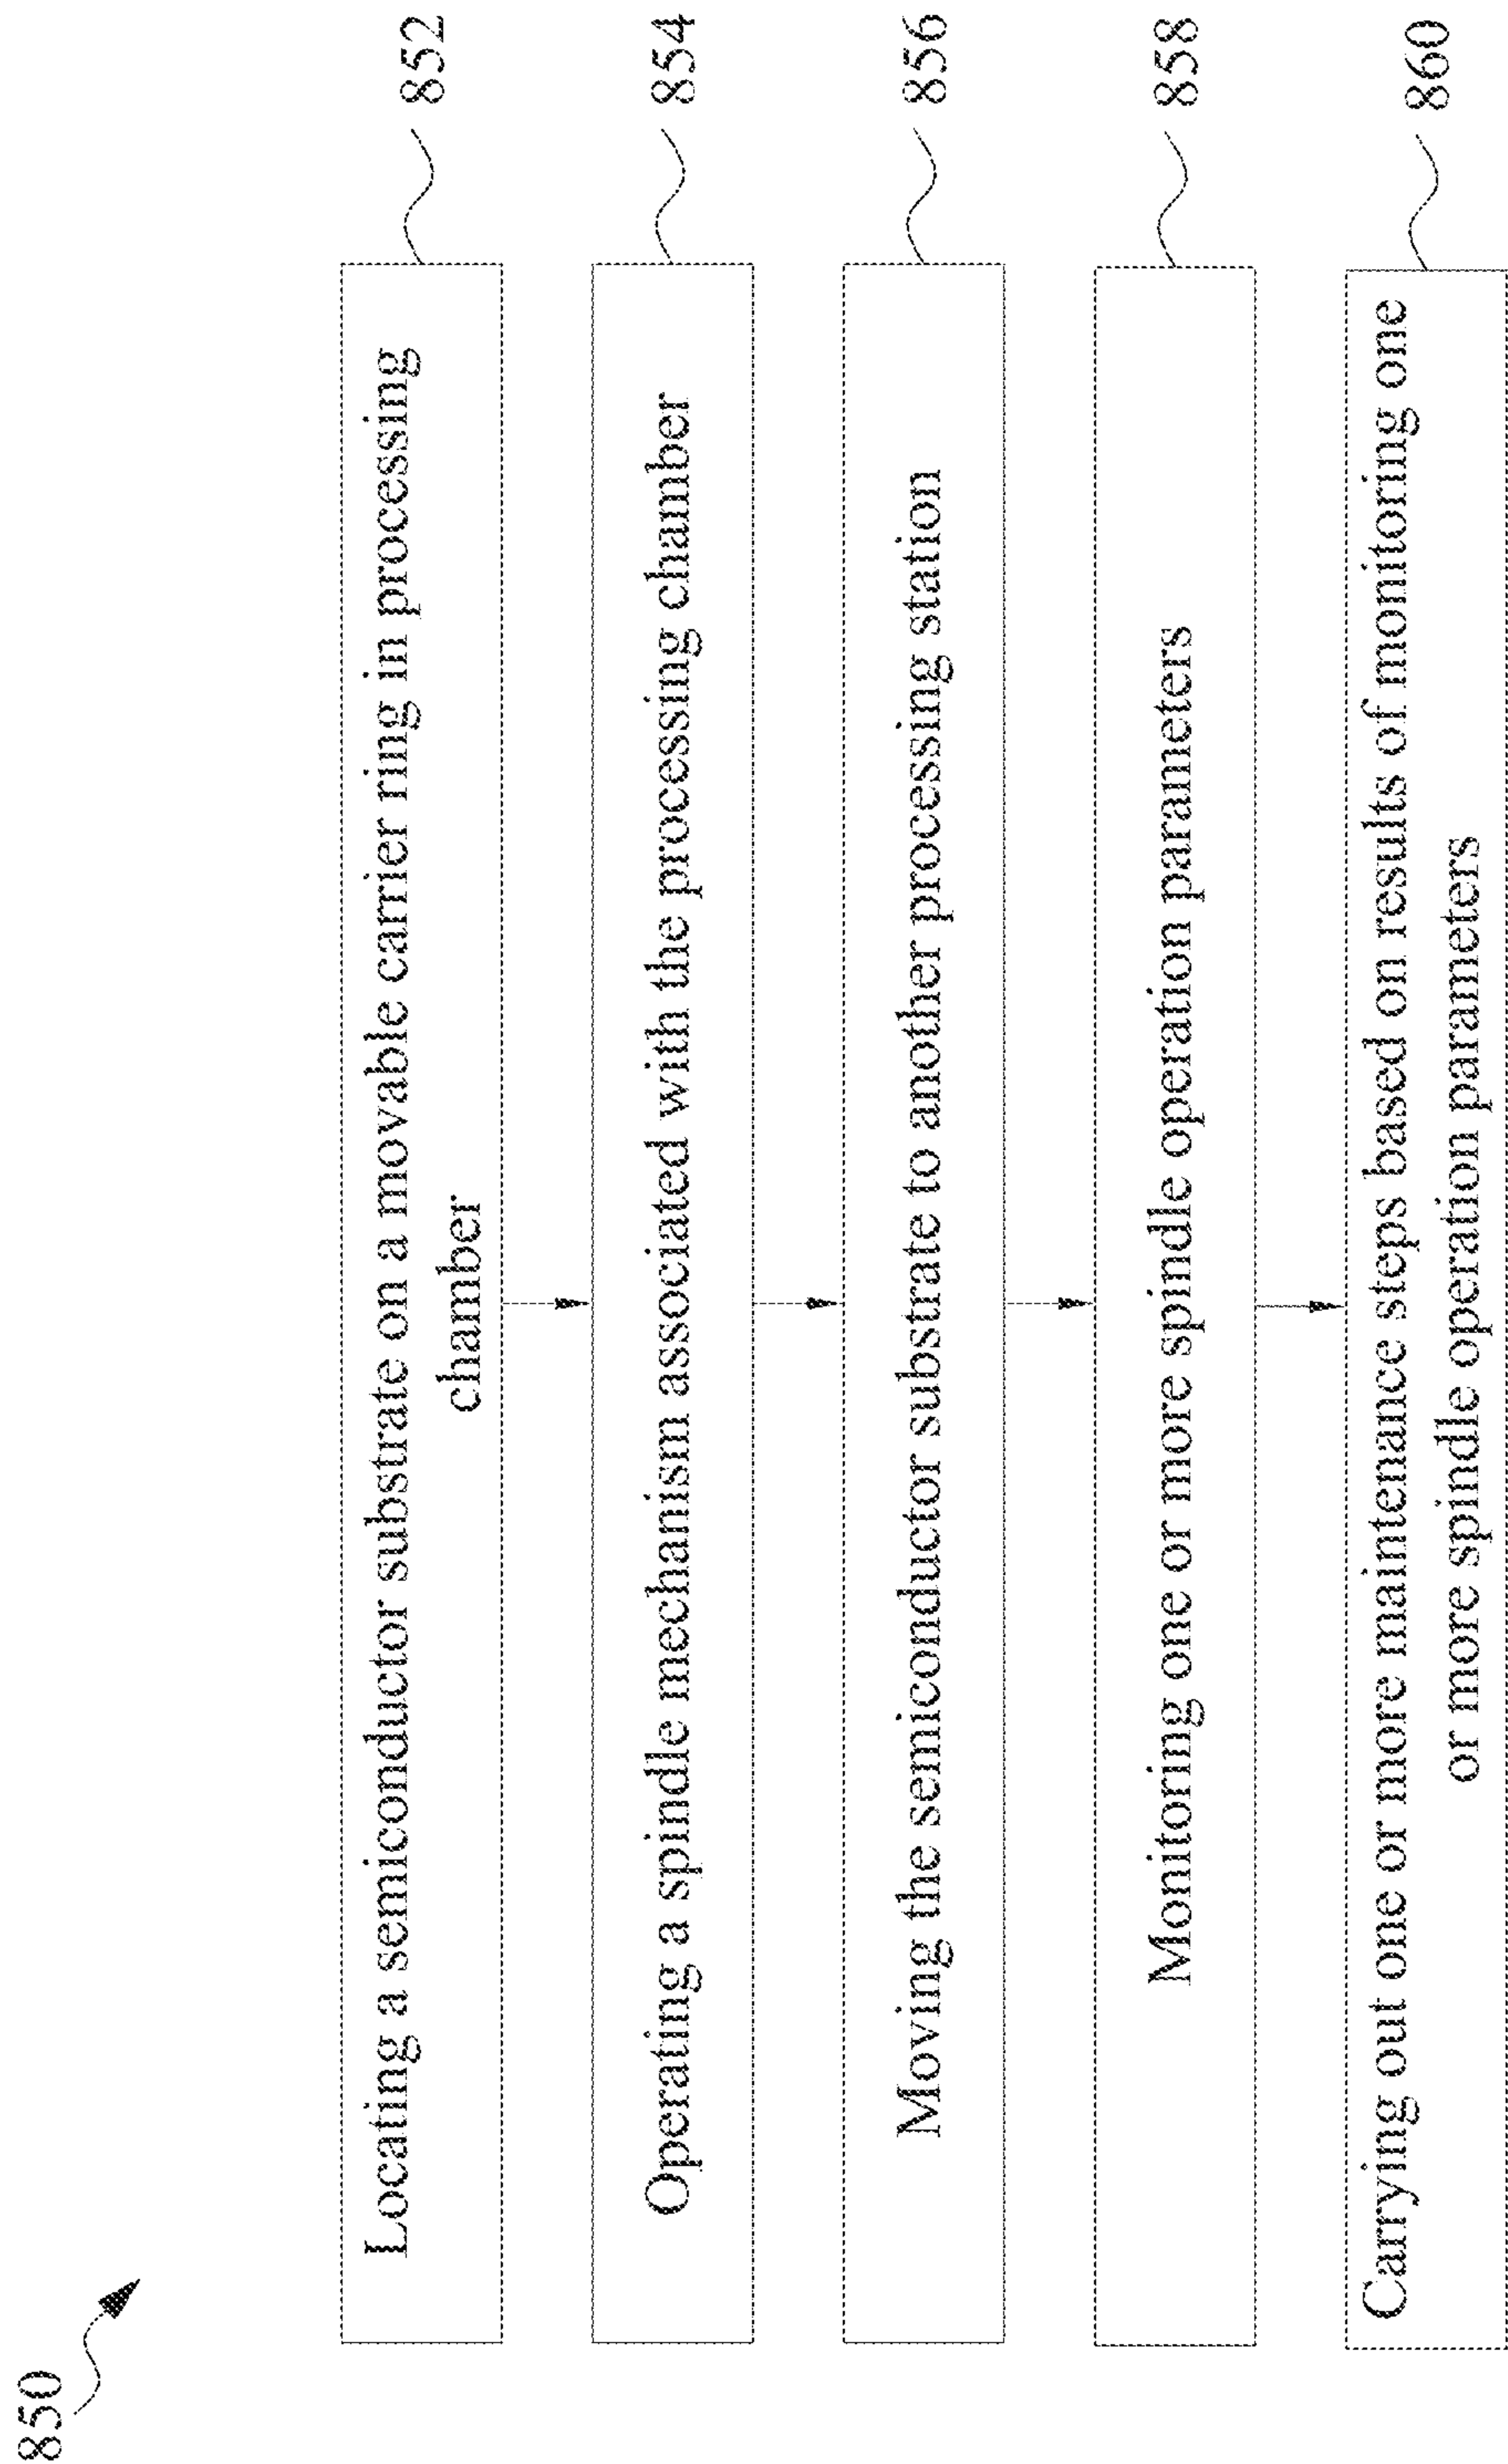 850
Locating a semiconductor substrate on a movable carrier ring in processing
chamber
852
Operating a spindle mechanism associated with the processing chamber
854
Moving the semiconductor substrate to another processing station
856
Monitoring one or more spindle operation parameters
858
Carrying out one or more maintenance steps based on results of monitoring one
or more spindle operation parameters
860